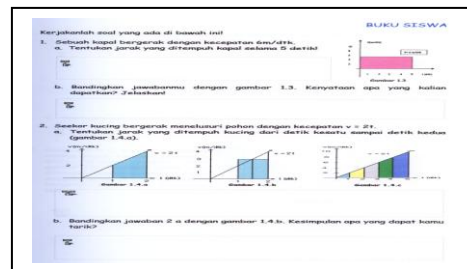 BUKU SISWA
Kerjakanlah soal yang ada di bawah ini!
1. Sebuah kapal bergerak dengan kecepatan 6m/dtk.
a. Tentukan jarak yang ditempuh kapal selama 5 detik!
Gambar 1.3
b. Bandingkan jawabanmu dengan gambar 1.3. Kenyataan apa yang kalian
dapatkan? Jelaskan!
2. Seekor kucing bergerak menelusuri pohon dengan kecepatan v = 2t.
a. Tentukan jarak yang ditempuh kucing dari detik kesatu sampai detik kedua
(gambar 1.4.a).
v = 2t
Gambar 1.4.a
Gambar 1.4.b
Gambar 1.4.c
b. Bandingkan jawaban 2 a dengan gambar 1.4.b. Kesimpulan apa yang dapat kamu
tarik?